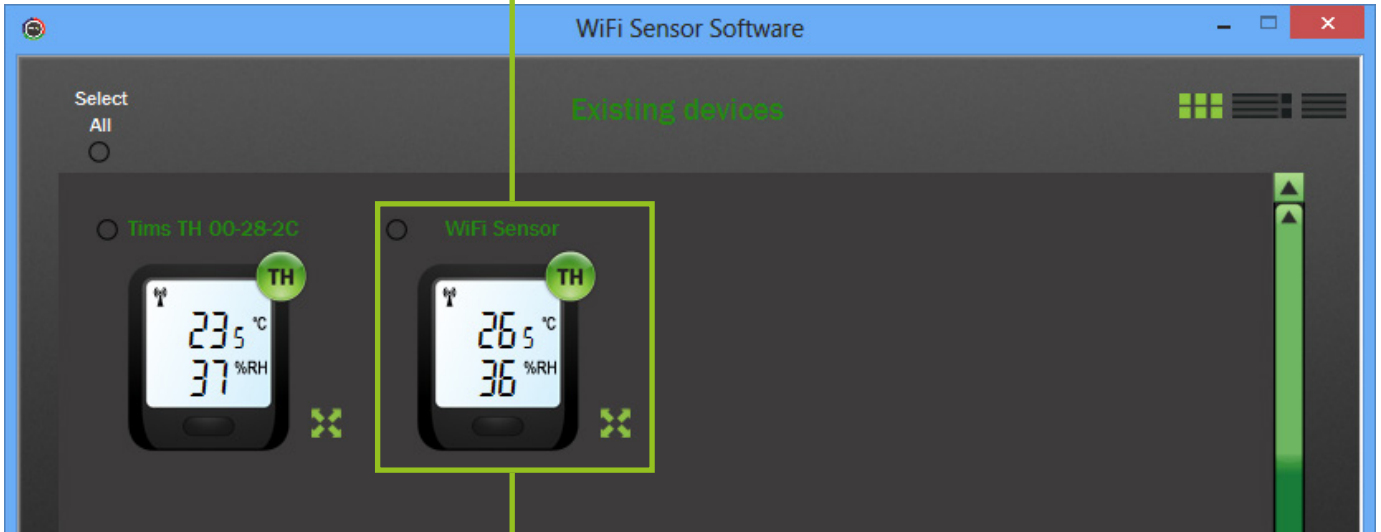 WiFi Sensor Software
Select
All
Existing devices
Tims TH 00-28-2C
WiFi Sensor
TH
23 5 °C
37 %RH
TH
26 5 °C
36 %RH